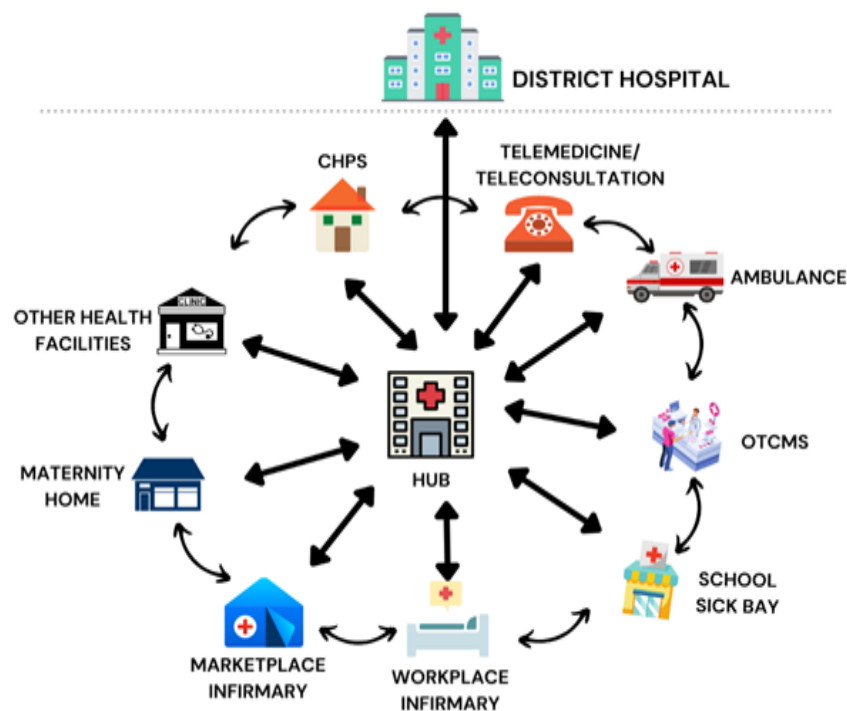 DISTRICT HOSPITAL
CHPS
TELEMEDICINE/
TELECONSULTATION
AMBULANCE
OTHER HEALTH
FACILITIES
CLINIC
OTCMS
HUB
MATERNITY
HOME
SCHOOL
SICK BAY
MARKETPLACE
INFIRMARY
WORKPLACE
INFIRMARY